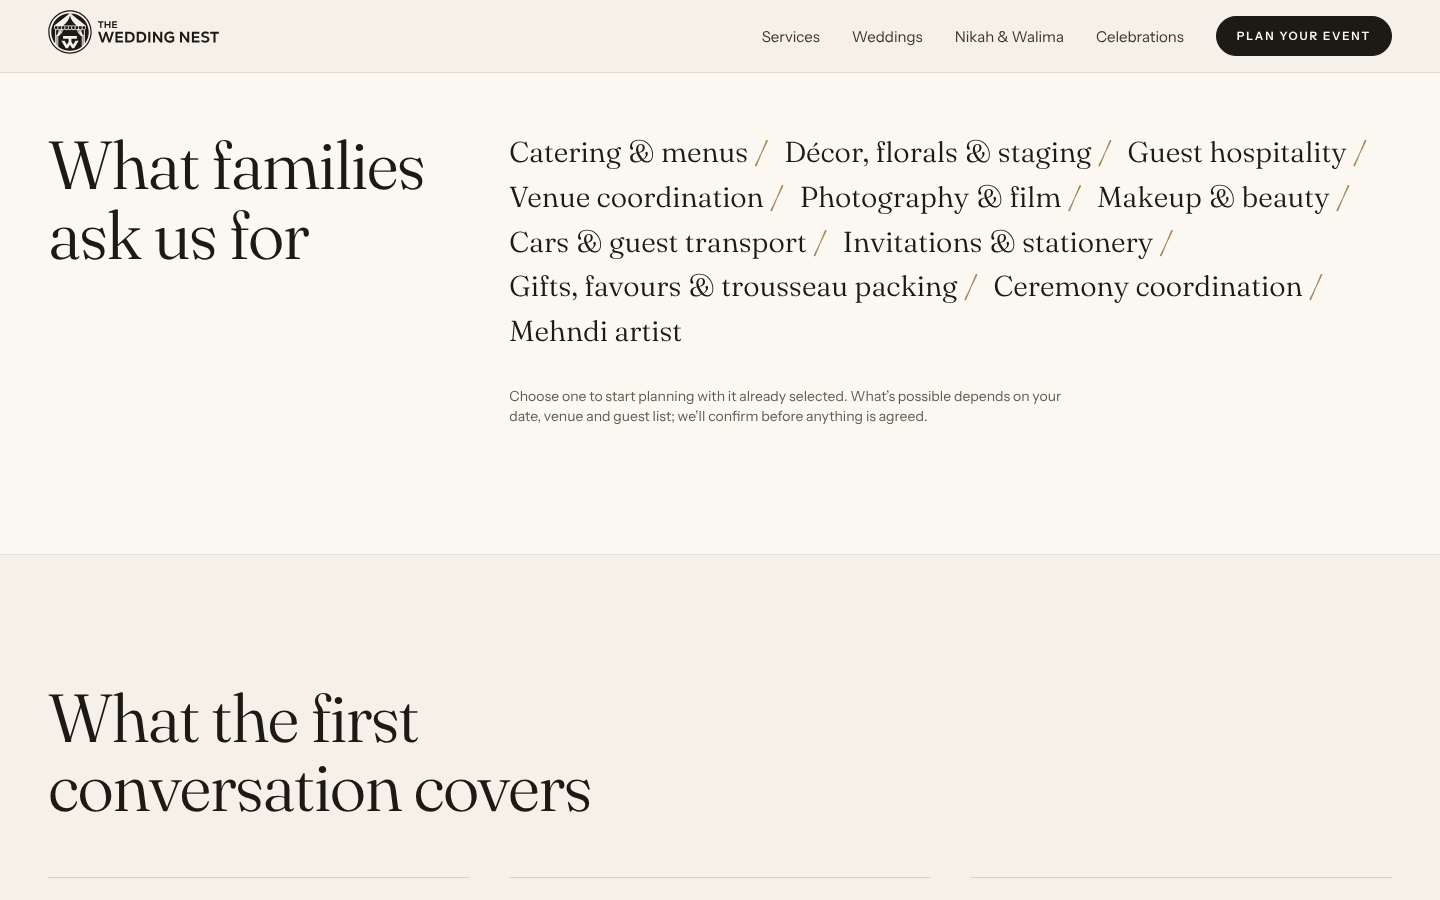 THE
WEDDING NEST
Services Weddings Nikah & Walima Celebrations PLAN YOUR EVENT
What families
ask us for
Catering & menus / Décor, florals & staging / Guest hospitality /
Venue coordination / Photography & film / Makeup & beauty /
Cars & guest transport / Invitations & stationery /
Gifts, favours & trousseau packing / Ceremony coordination /
Mehndi artist
Choose one to start planning with it already selected. What’s possible depends on your
date, venue and guest list; we’ll confirm before anything is agreed.
What the first
conversation covers